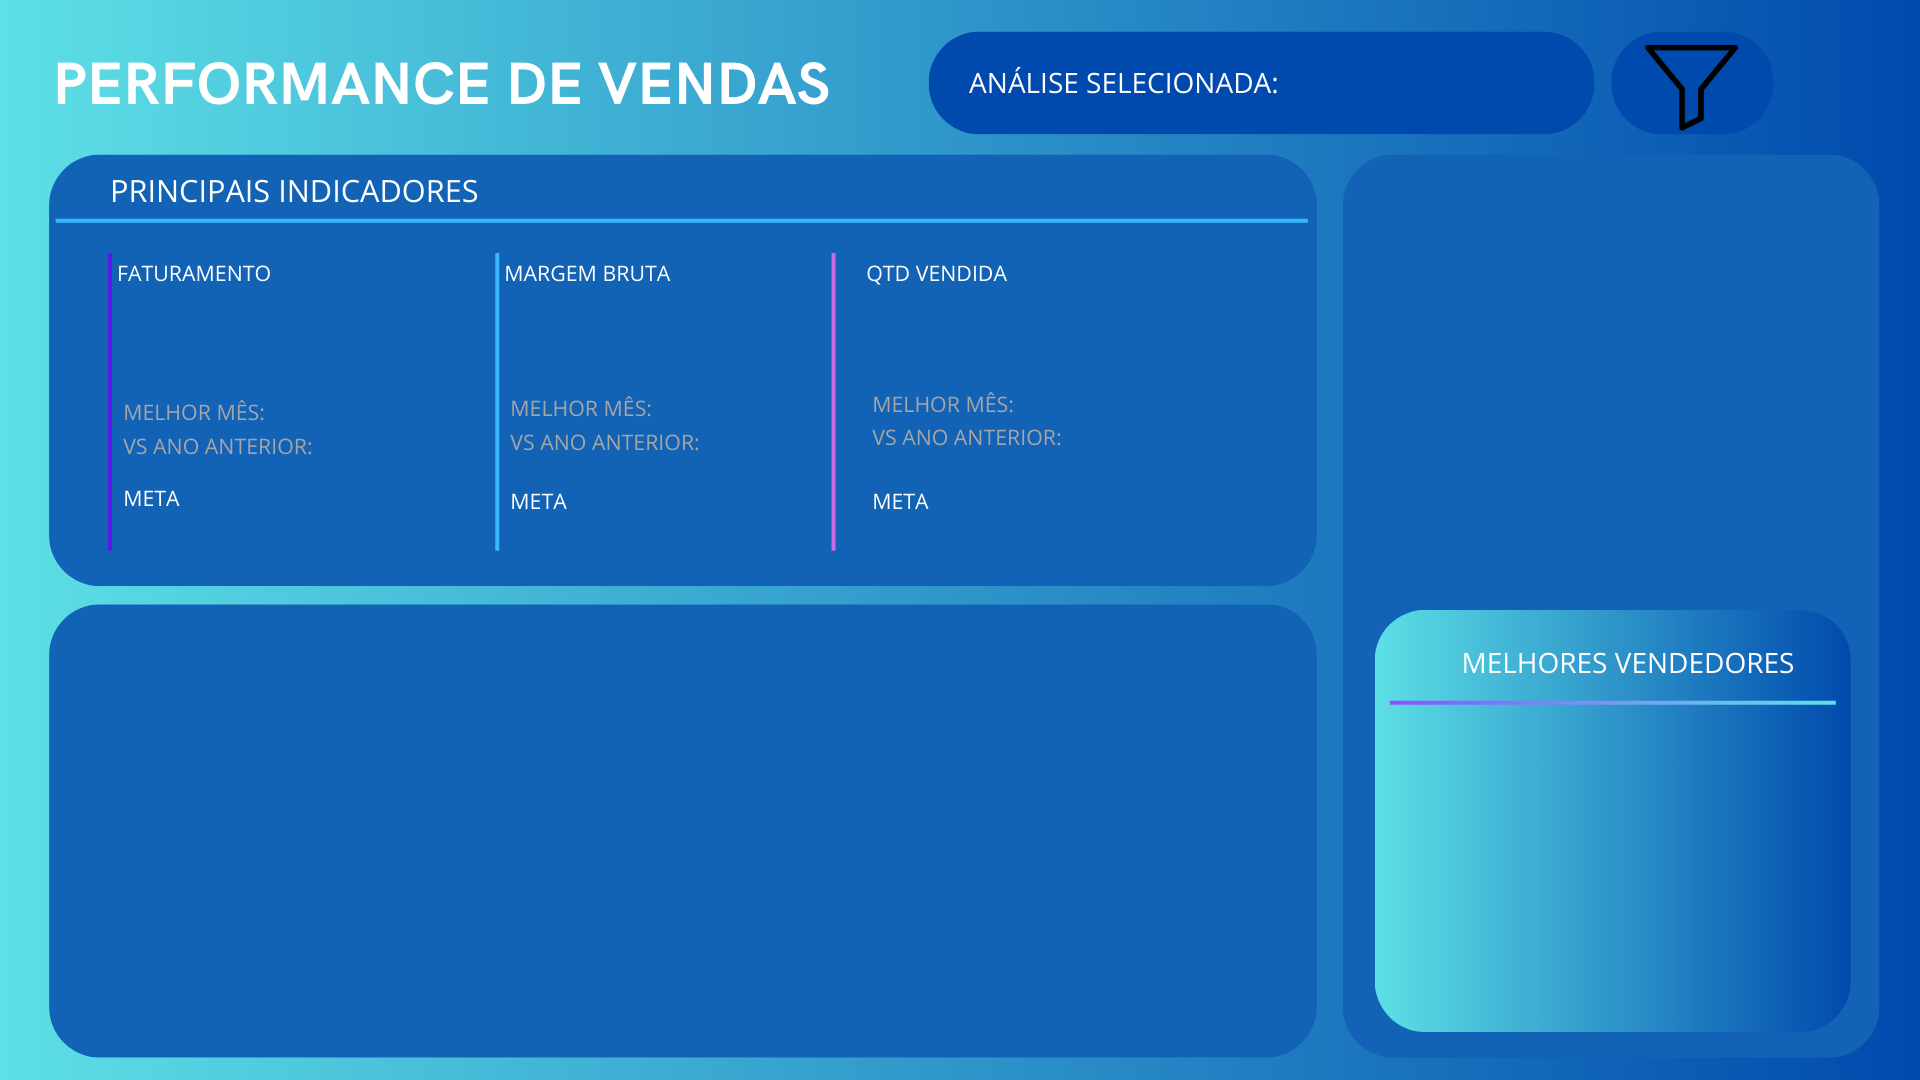 PERFORMANCE DE VENDAS
ANÁLISE SELECIONADA:
PRINCIPAIS INDICADORES
FATURAMENTO
MELHOR MÊS:
VS ANO ANTERIOR:
META
MARGEM BRUTA
MELHOR MÊS:
VS ANO ANTERIOR:
META
QTD VENDIDA
MELHOR MÊS:
VS ANO ANTERIOR:
META
MELHORES VENDEDORES